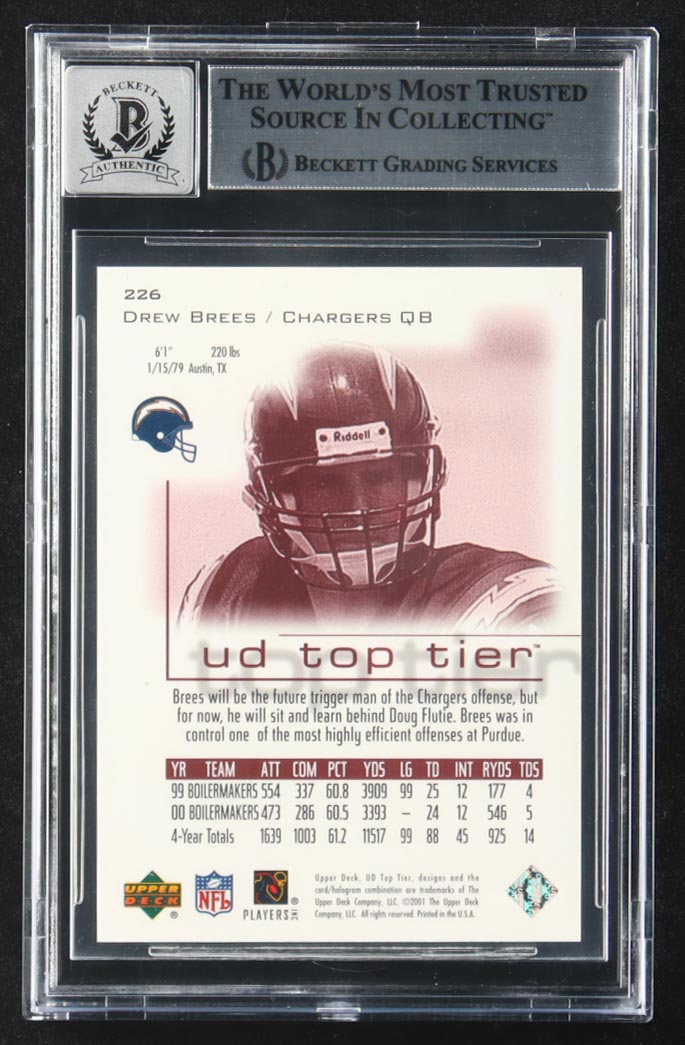 BECKETT
B
AUTHENTIC
THE WORLD'S MOST TRUSTED
SOURCE IN COLLECTING™
B BECKETT GRADING SERVICES
226
DREW BREES / CHARGERS QB
6'1" 220 lbs
1/15/79 Austin, TX
Riddell
top tier
ud top tier™
Brees will be the future trigger man of the Chargers offense, but
for now, he will sit and learn behind Doug Flutie. Brees was in
control one of the most highly efficient offenses at Purdue.
YR TEAM ATT COM PCT YDS LG TD INT RYDS TDS
99 BOILERMAKERS 554 337 60.8 3909 99 25 12 177 4
00 BOILERMAKERS 473 286 60.5 3393 – 24 12 546 5
4-Year Totals 1639 1003 61.2 11517 99 88 45 925 14
UPPER
DECK ®
NFL
PLAYERS INC ®
Upper Deck, UD Top Tier, designs and the
card/hologram combination are trademarks of The
Upper Deck Company, LLC. ©2001 The Upper Deck
Company, LLC. All rights reserved. Printed in the U.S.A.